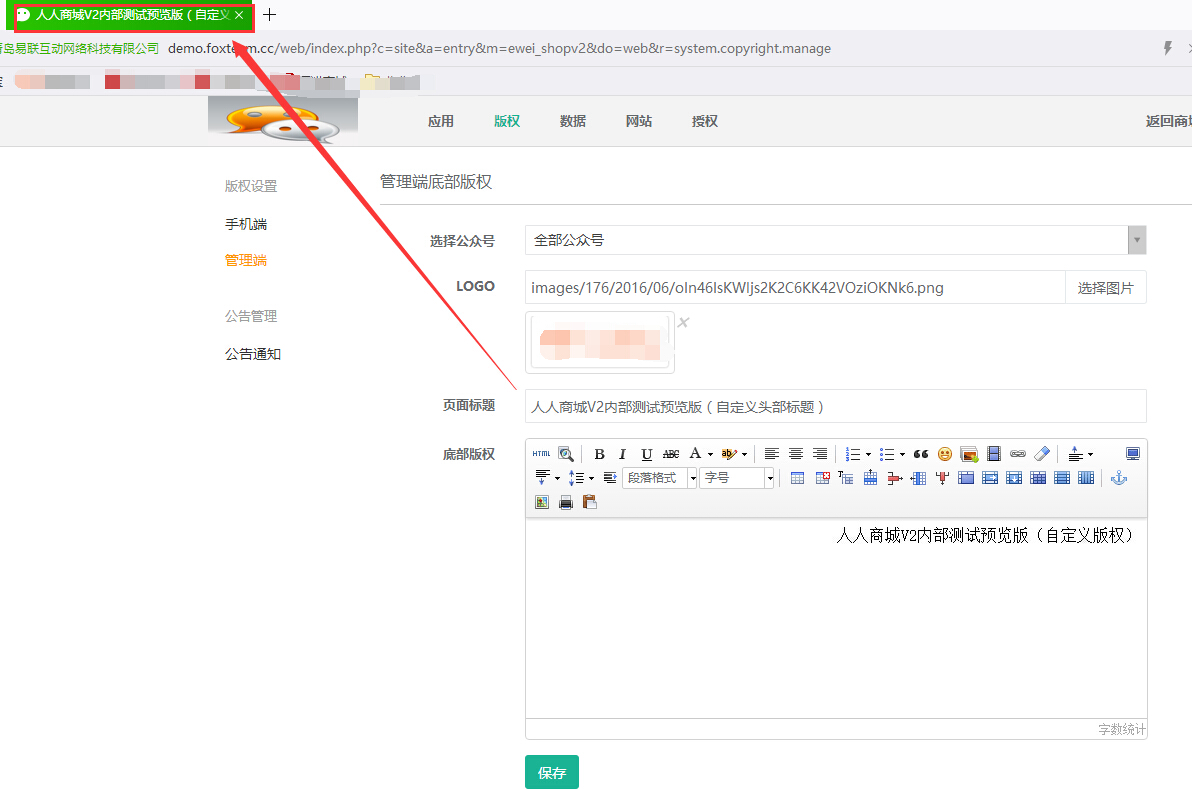 人人商城V2内部测试预览版（自定义
青岛易联互动网络科技有限公司 demo.foxteam.cc/web/index.php?c=site&a=entry&m=ewei_shopv2&do=web&r=system.copyright.manage
应用 版权 数据 网站 授权 返回商城
版权设置
手机端
管理端
公告管理
公告通知
管理端底部版权
选择公众号 全部公众号
LOGO images/176/2016/06/oIn46IsKWljs2K2C6KK42VOziOKNk6.png 选择图片
页面标题 人人商城V2内部测试预览版（自定义头部标题）
底部版权
HTML B I U ABC A ab
段落格式 字号
人人商城V2内部测试预览版（自定义版权）
字数统计
保存